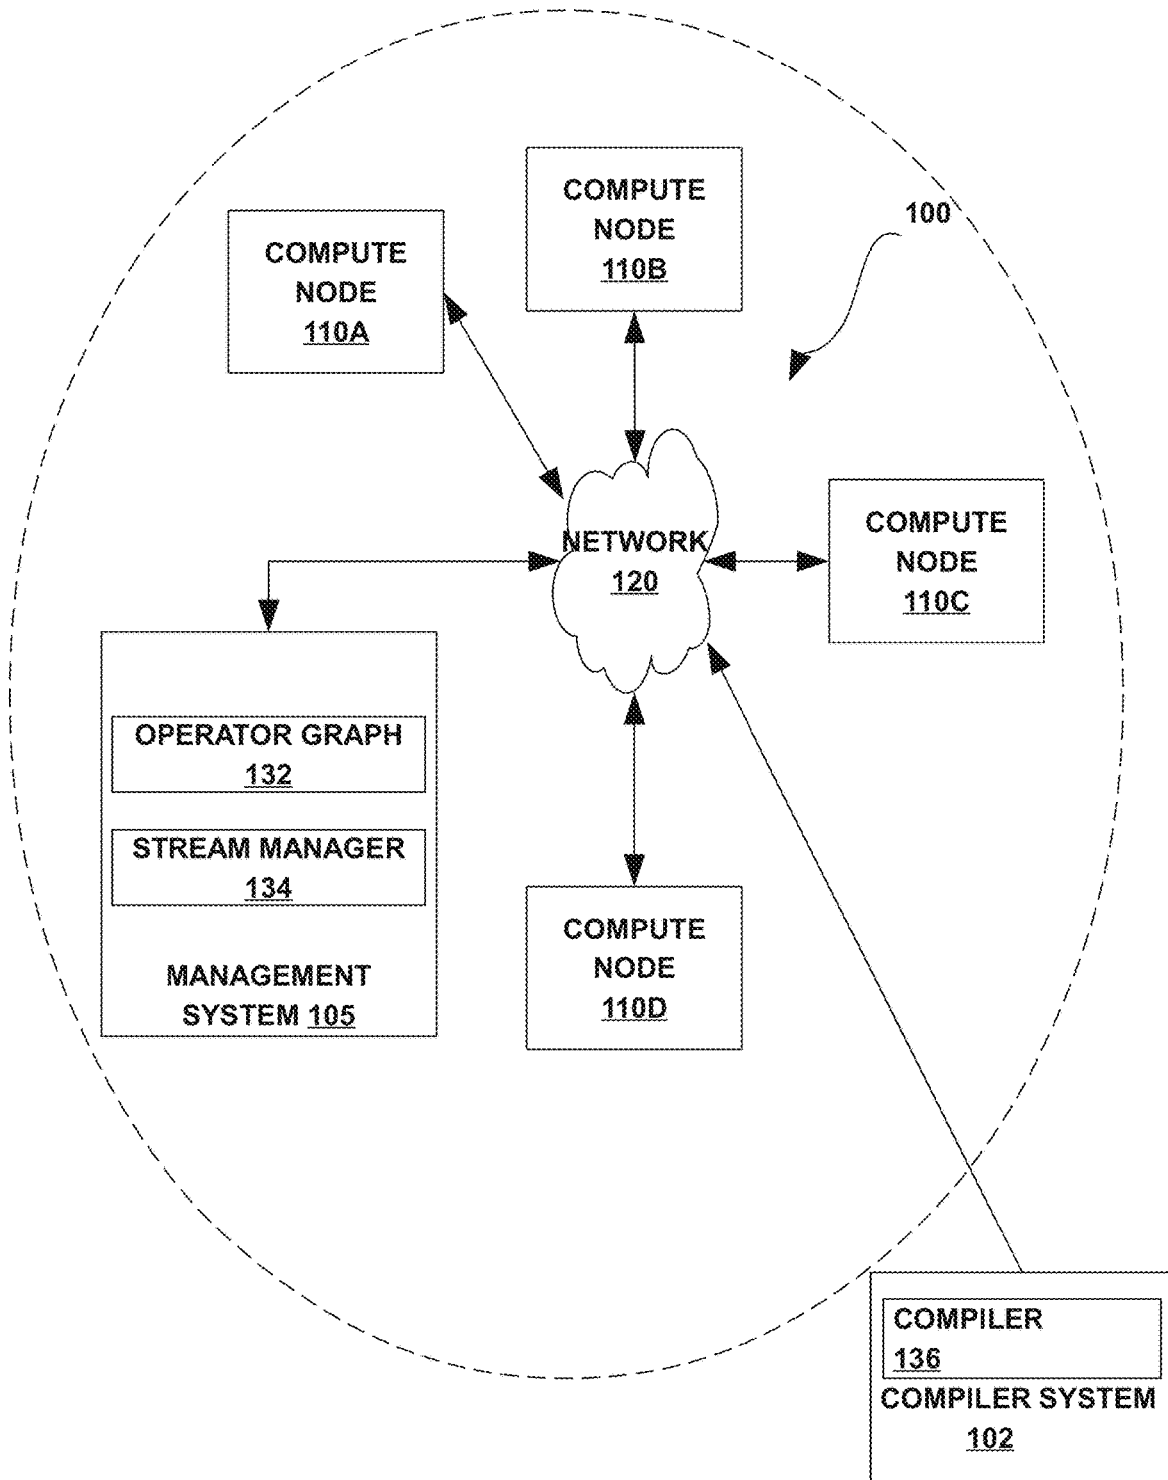 COMPUTE
NODE
110B
100
COMPUTE
NODE
110A
NETWORK
120
COMPUTE
NODE
110C
OPERATOR GRAPH
132
STREAM MANAGER
134
MANAGEMENT
SYSTEM 105
COMPUTE
NODE
110D
COMPILER
136
COMPILER SYSTEM
102